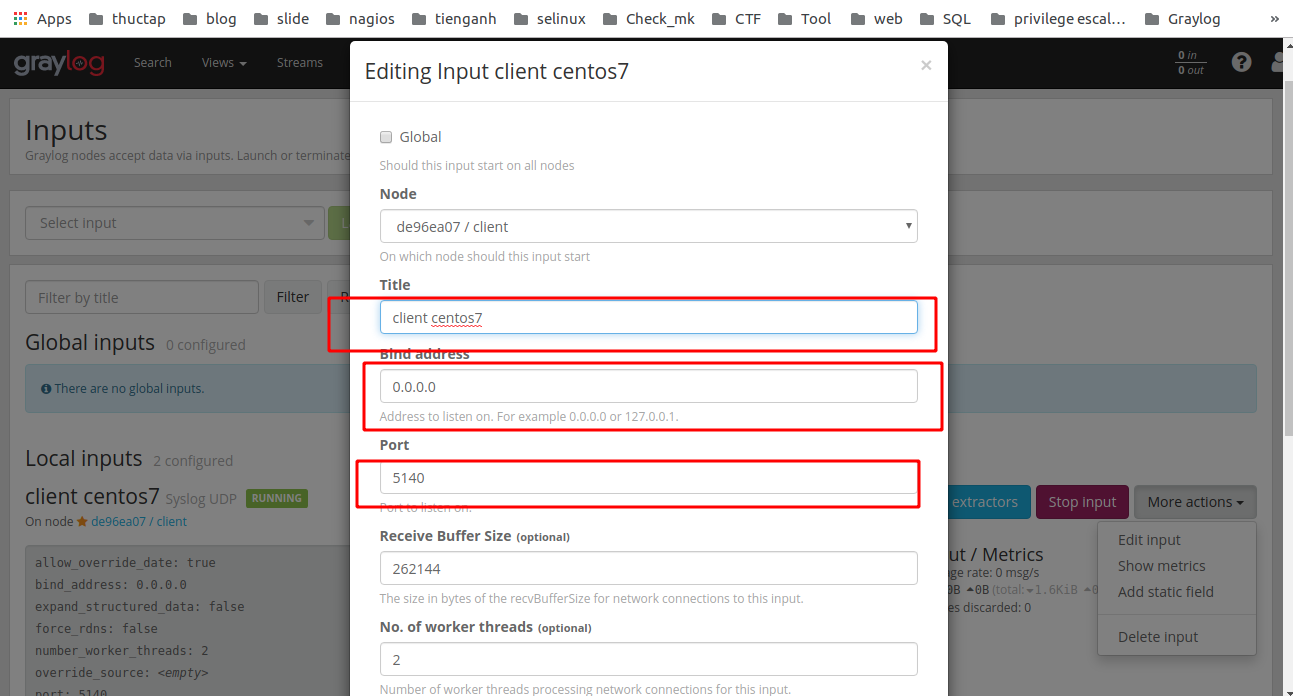 Apps thuctap blog slide nagios tienganh selinux Check_mk CTF Tool web SQL privilege escal... Graylog »
graylog Search Views Streams
0 in
0 out
?
Editing Input client centos7 ×
Inputs
Graylog nodes accept data via inputs. Launch or terminate
Select input
L
Filter by title
Filter
R
Global inputs 0 configured
There are no global inputs.
Local inputs 2 configured
client centos7 Syslog UDP RUNNING
On node de96ea07 / client
allow_override_date: true
bind_address: 0.0.0.0
expand_structured_data: false
force_rdns: false
number_worker_threads: 2
override_source: <empty>
port: 5140
Global
Should this input start on all nodes
Node
de96ea07 / client
On which node should this input start
Title
client centos7
Bind address
0.0.0.0
Address to listen on. For example 0.0.0.0 or 127.0.0.1.
Port
5140
Port to listen on.
Receive Buffer Size (optional)
262144
The size in bytes of the recvBufferSize for network connections to this input.
No. of worker threads (optional)
2
Number of worker threads processing network connections for this input.
extractors
Stop input
More actions
Edit input
Show metrics
Add static field
Delete input
ut / Metrics
ge rate: 0 msg/s
0B 0B (total: 1.6KiB 0
es discarded: 0